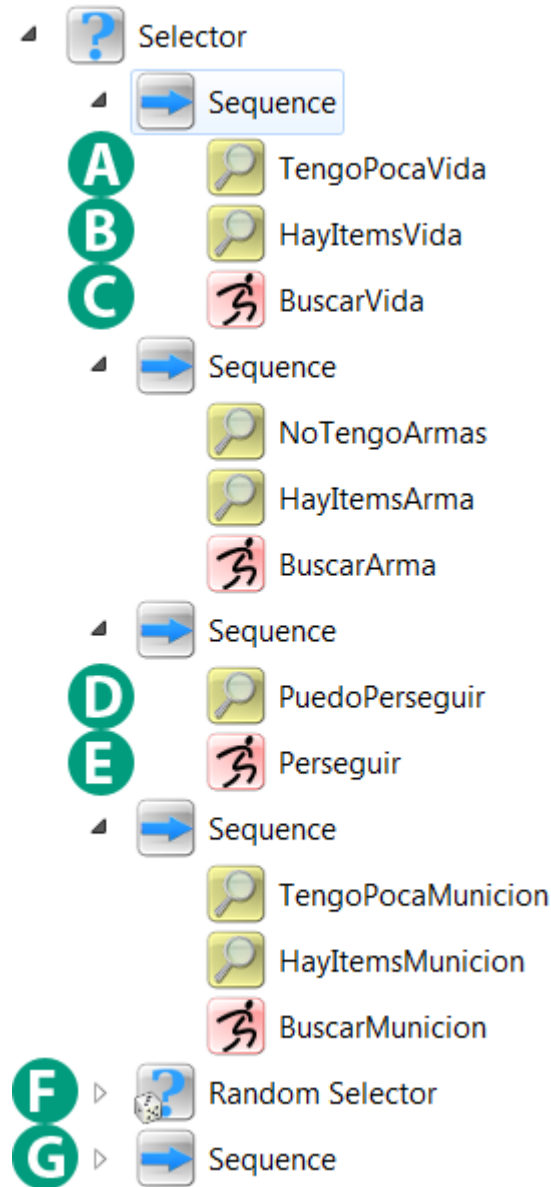 Selector
Sequence
A TengoPocaVida
B HayItemsVida
C BuscarVida
Sequence
NoTengoArmas
HayItemsArma
BuscarArma
Sequence
D PuedoPerseguir
E Perseguir
Sequence
TengoPocaMunicion
HayItemsMunicion
BuscarMunicion
F Random Selector
G Sequence